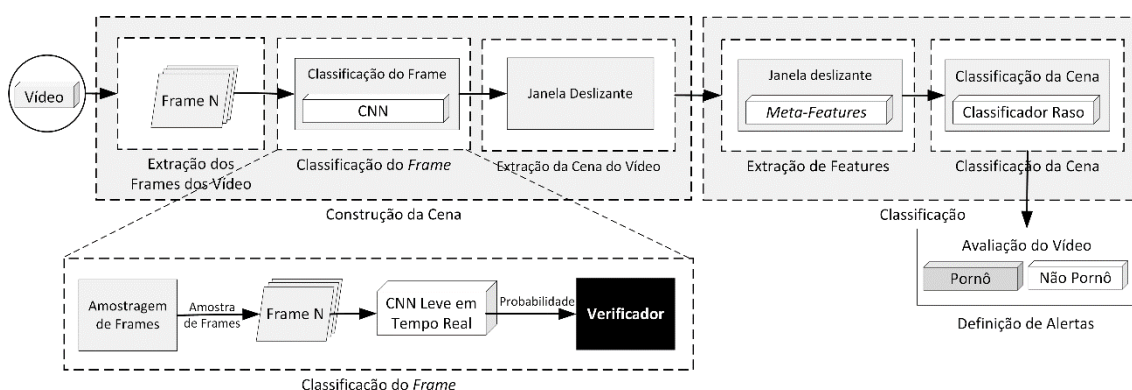 Vídeo
Frame N
Extração dos
Frames dos Vídeo
Classificação do Frame
CNN
Classificação do Frame
Janela Deslizante
Extração da Cena do Vídeo
Construção da Cena
Janela deslizante
Meta-Features
Extração de Features
Classificação da Cena
Classificador Raso
Classificação da Cena
Classificação
Avaliação do Vídeo
Pornô
Não Pornô
Definição de Alertas
Amostragem
de Frames
Amostra
de Frames
Frame N
CNN Leve em
Tempo Real
Probabilidade
Verificador
Classificação do Frame